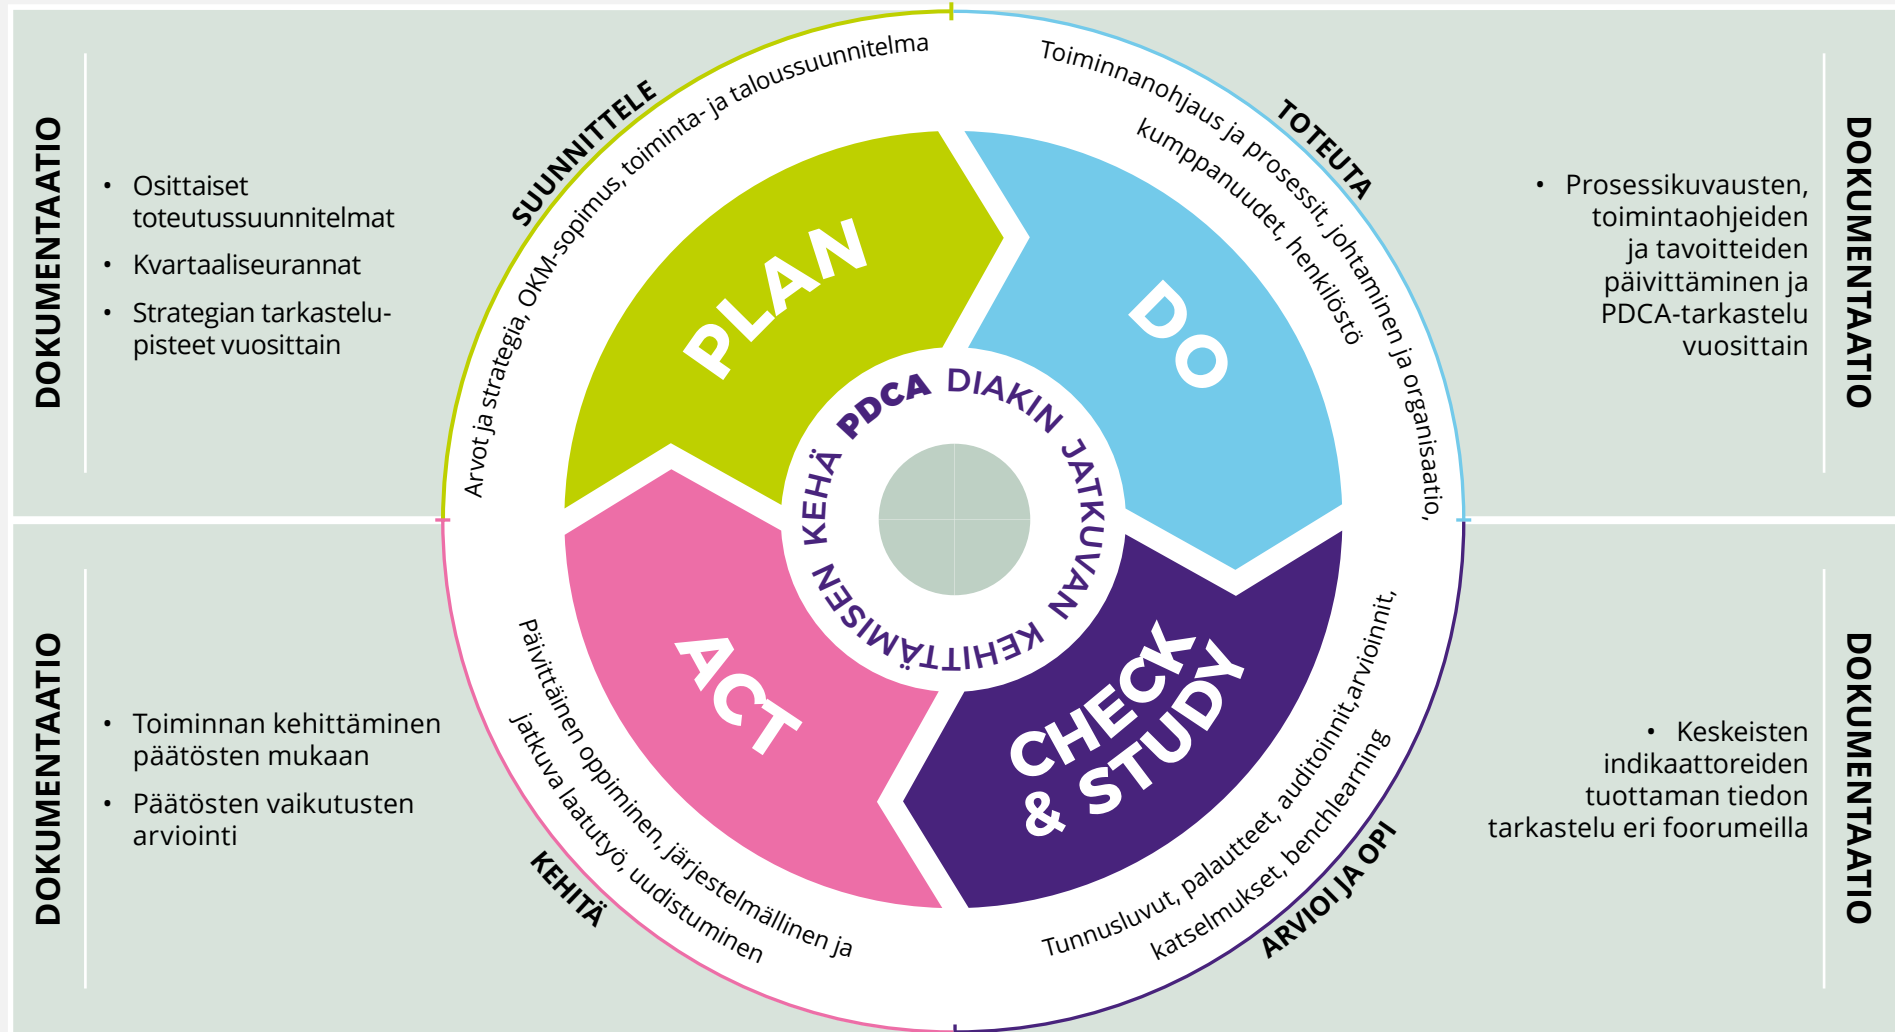 DOKUMENTAATIO
• Osittaiset
toteutussuunnitelmat
• Kvartaaliseurannat
• Strategian tarkastelu-
pisteet vuosittain
SUUNNITTELE
Arvot ja strategia, OKM-sopimus, toiminta- ja taloussuunnitelma
PLAN
TOTEUTA
Toiminnanohjaus ja prosessit, johtaminen ja organisaatio,
kumppanuudet, henkilöstö
DO
DOKUMENTAATIO
• Prosessikuvausten,
toimintaohjeiden
ja tavoitteiden
päivittäminen ja
PDCA-tarkastelu
vuosittain
PDCA DIAKIN JATKUVAN KEHITTÄMISEN KEHÄ
DOKUMENTAATIO
• Toiminnan kehittäminen
päätösten mukaan
• Päätösten vaikutusten
arviointi
KEHITÄ
Päivittäinen oppiminen, järjestelmällinen ja
jatkuva laatutyö, uudistuminen
ACT
CHECK
& STUDY
Tunnusluvut, palautteet, auditoinnit,arvioinnit,
katselmukset, benchlearning
ARVIOI JA OPI
DOKUMENTAATIO
• Keskeisten
indikaattoreiden
tuottaman tiedon
tarkastelu eri foorumeilla